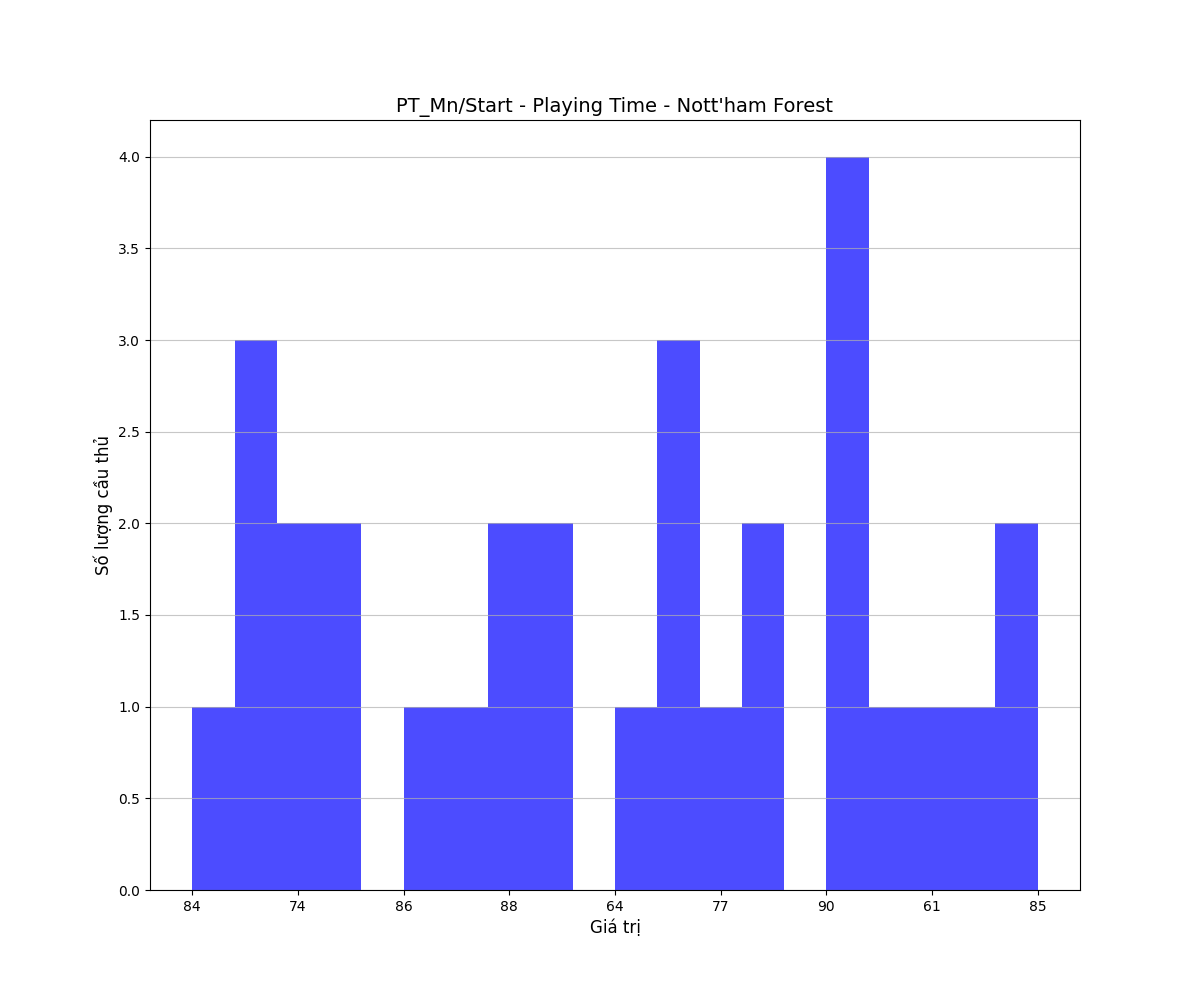 PT_Mn/Start - Playing Time - Nott'ham Forest
4.0
3.5
3.0
2.5
2.0
1.5
1.0
0.5
0.0
Số lượng cầu thủ
84 74 86 88 64 77 90 61 85
Giá trị